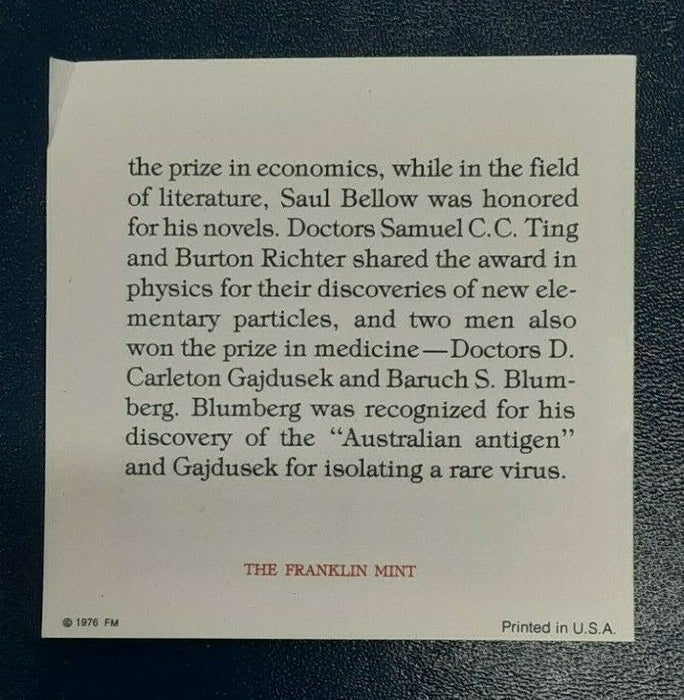 the prize in economics, while in the field
of literature, Saul Bellow was honored
for his novels. Doctors Samuel C.C. Ting
and Burton Richter shared the award in
physics for their discoveries of new ele-
mentary particles, and two men also
won the prize in medicine—Doctors D.
Carleton Gajdusek and Baruch S. Blum-
berg. Blumberg was recognized for his
discovery of the “Australian antigen”
and Gajdusek for isolating a rare virus.
THE FRANKLIN MINT
© 1976 FM
Printed in U.S.A.